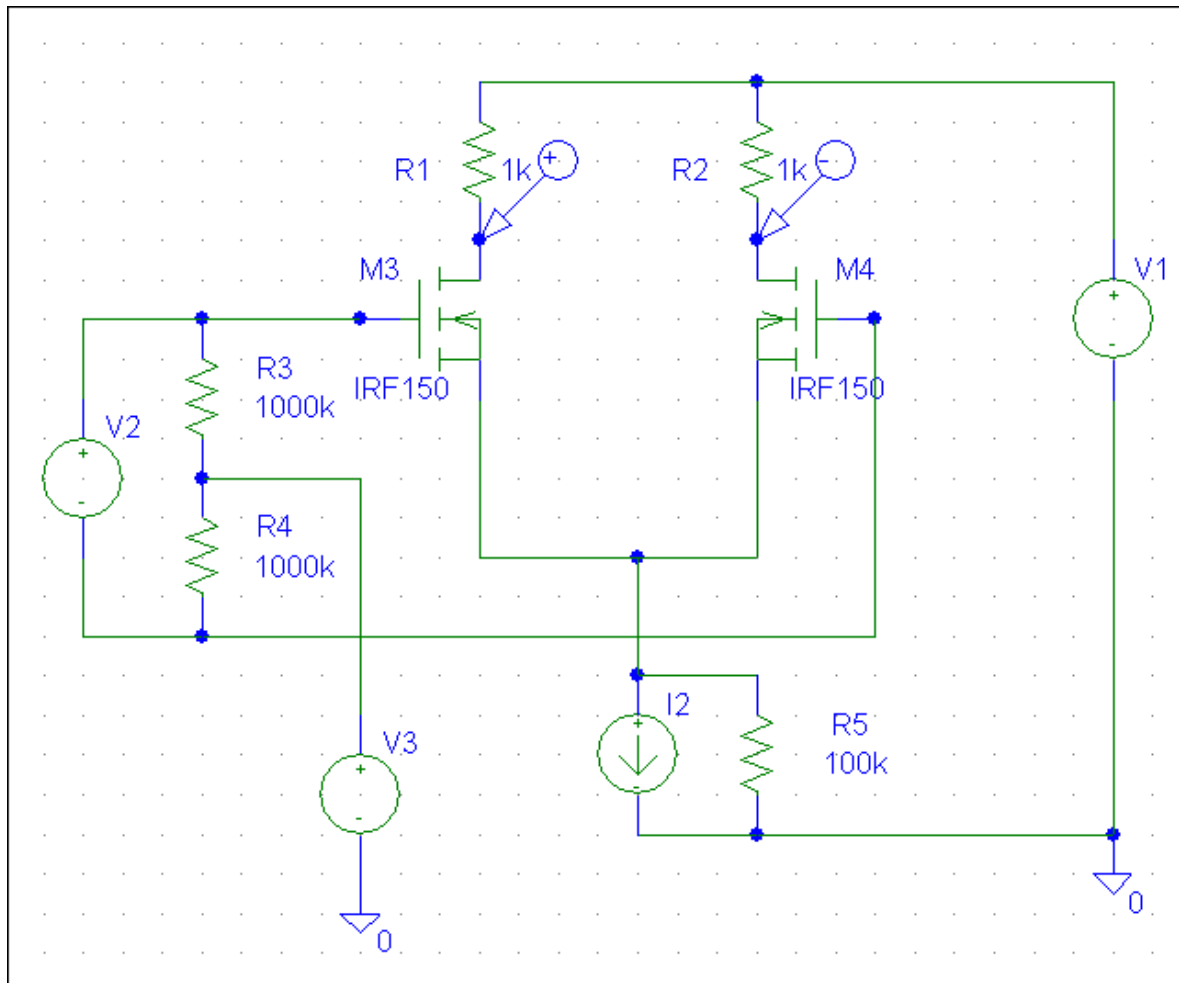 R1
1k
+
R2
1k
-
M3
M4
V1
+
-
IRF150
IRF150
R3
1000k
V2
+
-
R4
1000k
I2
+
-
R5
100k
V3
+
-
0
0